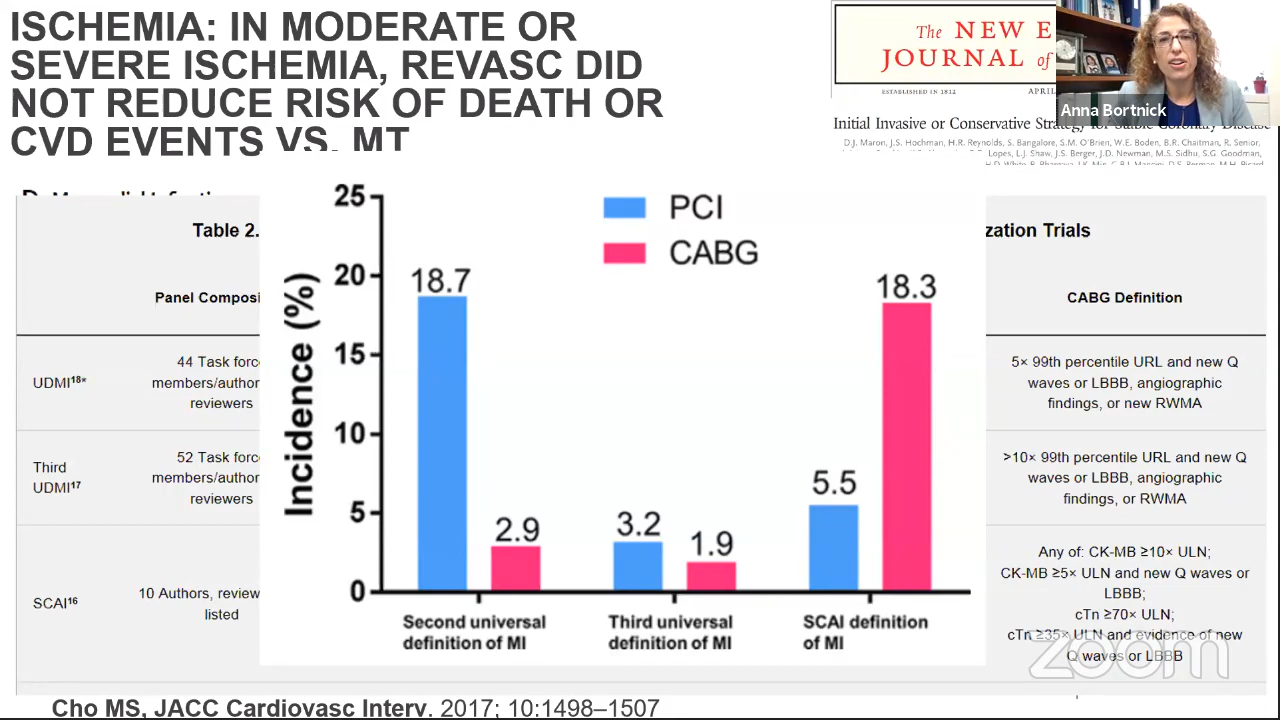 ISCHEMIA: IN MODERATE OR
SEVERE ISCHEMIA, REVASC DID
NOT REDUCE RISK OF DEATH OR
CVD EVENTS VS. MT
The NEW E
JOURNAL of
ESTABLISHED IN 1812 APRIL
Anna Bortnick
Initial Invasive or Conservative Strategy for Stable Coronary Disease
D.J. Maron, J.S. Hochman, H.R. Reynolds, S. Bangalore, S.M. O'Brien, W.E. Boden, B.R. Chaitman, R. Senior,
Lopes, L.J. Shaw, J.S. Berger, J.D. Newman, M.S. Sidhu, S.G. Goodman,
Table 2.
zation Trials
Panel Composi
CABG Definition
UDMI18*
44 Task forc
members/author
reviewers
5× 99th percentile URL and new Q
waves or LBBB, angiographic
findings, or new RWMA
Third
UDMI17
52 Task forc
members/author
reviewers
>10× 99th percentile URL and new Q
waves or LBBB, angiographic
findings, or RWMA
SCAI16
10 Authors, review
listed
Any of: CK-MB ≥10× ULN;
CK-MB ≥5× ULN and new Q waves or
LBBB;
cTn ≥70× ULN;
cTn ≥35× ULN and evidence of new
Q waves or LBBB
PCI
CABG
Incidence (%)
25
20
15
10
5
0
18.7
2.9
3.2
1.9
5.5
18.3
Second universal
definition of MI
Third universal
definition of MI
SCAI definition
of MI
zoom
Cho MS, JACC Cardiovasc Interv. 2017; 10:1498–1507